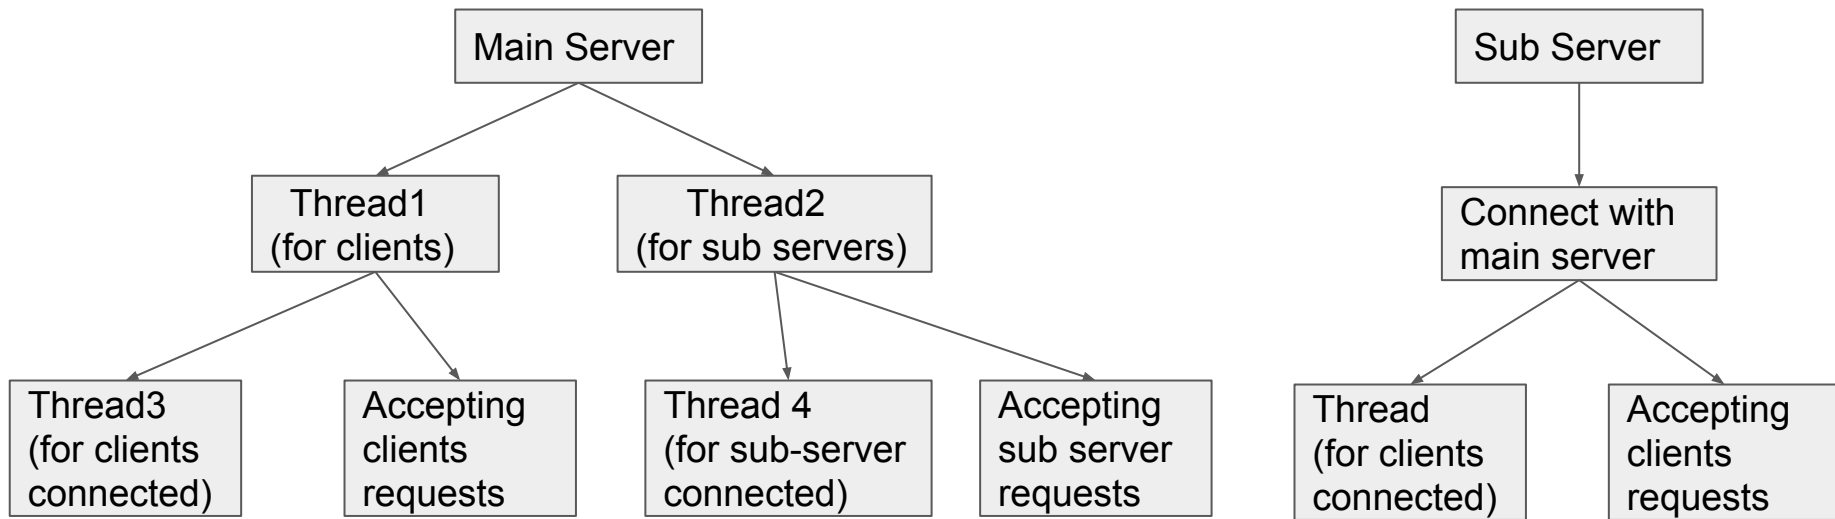 Main Server
Sub Server
Thread1
(for clients)
Thread2
(for sub servers)
Connect with
main server
Thread3
(for clients
connected)
Accepting
clients
requests
Thread 4
(for sub-server
connected)
Accepting
sub server
requests
Thread
(for clients
connected)
Accepting
clients
requests